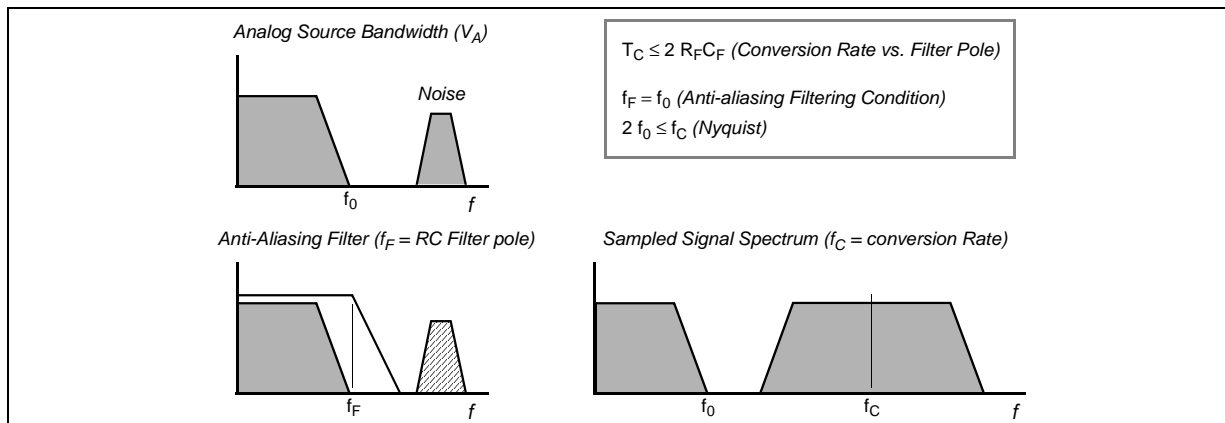 Analog Source Bandwidth (VA)
TC ≤ 2 RFCF (Conversion Rate vs. Filter Pole)
fF = f0 (Anti-aliasing Filtering Condition)
2 f0 ≤ fC (Nyquist)
Noise
f0
f
Anti-Aliasing Filter (fF = RC Filter pole)
Sampled Signal Spectrum (fC = conversion Rate)
fF
f
f0
fC
f